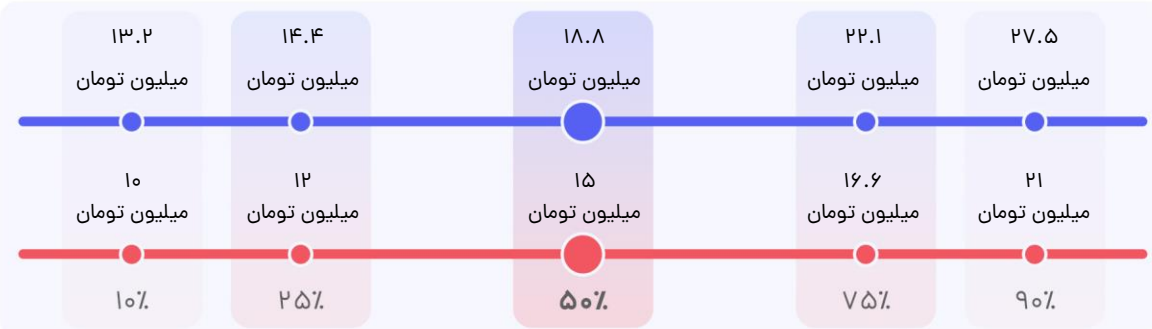 ۱۳.۲ ۱۴.۴ ۱۸.۸ ۲۲.۱ ۲۷.۵
میلیون تومان میلیون تومان میلیون تومان میلیون تومان میلیون تومان
۱۰ ۱۲ ۱۵ ۱۶.۶ ۲۱
میلیون تومان میلیون تومان میلیون تومان میلیون تومان میلیون تومان
۱۰٪ ۲۵٪ ۵۰٪ ۷۵٪ ۹۰٪